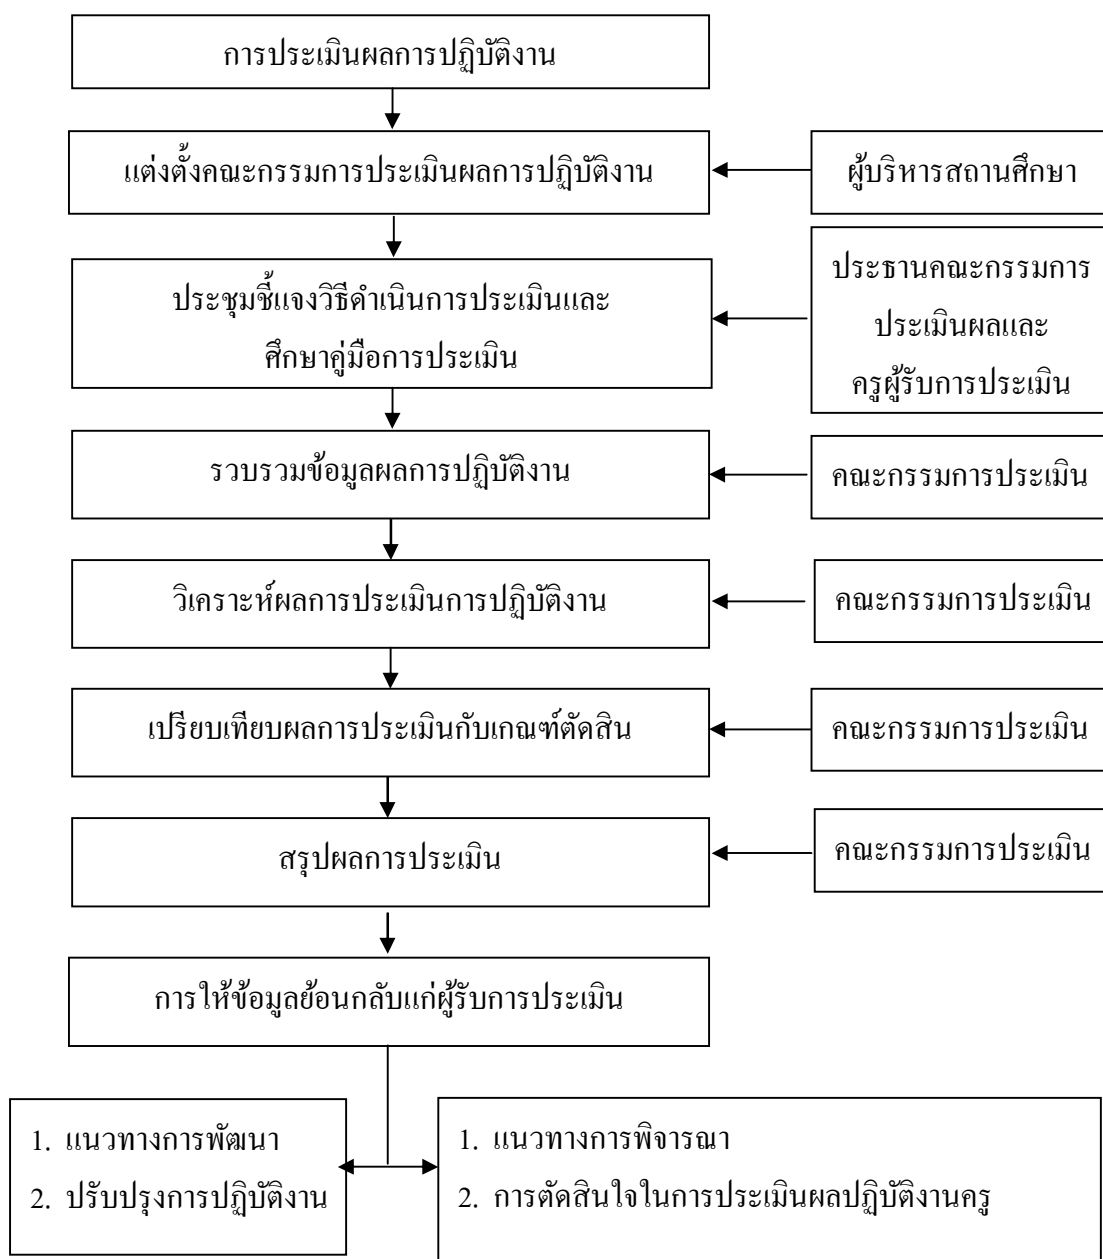 การประเมินผลการปฏิบัติงาน
แต่งตั้งคณะกรรมการประเมินผลการปฏิบัติงาน
ผู้บริหารสถานศึกษา
ประชุมชี้แจงวิธีดำเนินการประเมินและ
ศึกษาคู่มือการประเมิน
ประธานคณะกรรมการ
ประเมินผลและ
ครูผู้รับการประเมิน
รวบรวมข้อมูลผลการปฏิบัติงาน
คณะกรรมการประเมิน
วิเคราะห์ผลการประเมินการปฏิบัติงาน
คณะกรรมการประเมิน
เปรียบเทียบผลการประเมินกับเกณฑ์ตัดสิน
คณะกรรมการประเมิน
สรุปผลการประเมิน
คณะกรรมการประเมิน
การให้ข้อมูลย้อนกลับแก่ผู้รับการประเมิน
1. แนวทางการพัฒนา
2. ปรับปรุงการปฏิบัติงาน
1. แนวทางการพิจารณา
2. การตัดสินใจในการประเมินผลปฏิบัติงานครู